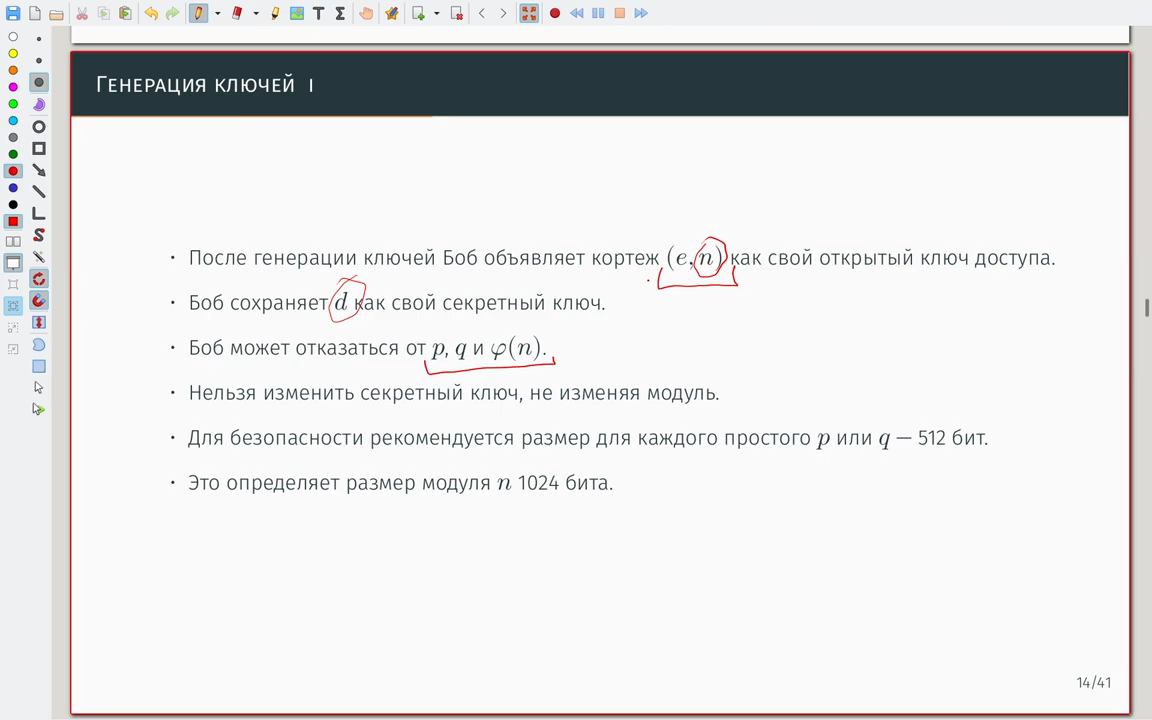 Генерация ключей I
• После генерации ключей Боб объявляет кортеж (e, n) как свой открытый ключ доступа.
• Боб сохраняет d как свой секретный ключ.
• Боб может отказаться от p, q и φ(n).
• Нельзя изменить секретный ключ, не изменяя модуль.
• Для безопасности рекомендуется размер для каждого простого p или q — 512 бит.
• Это определяет размер модуля n 1024 бита.
14/41